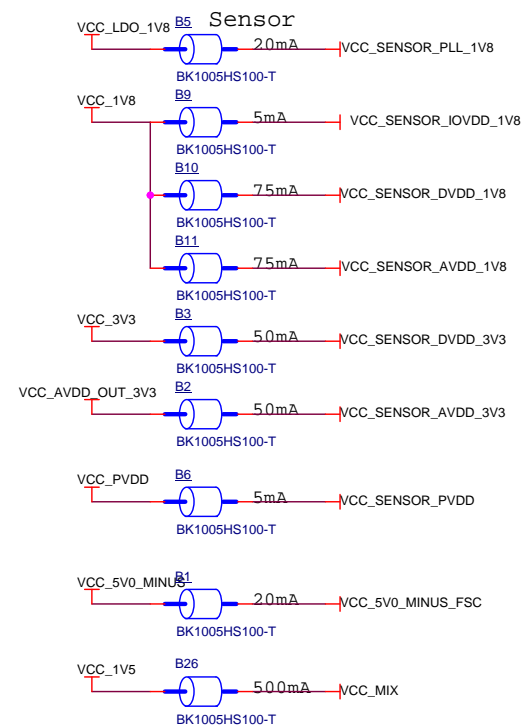 Sensor
VCC_LDO_1V8 B5 20mA VCC_SENSOR_PLL_1V8
BK1005HS100-T
VCC_1V8 B9 5mA VCC_SENSOR_IOVDD_1V8
BK1005HS100-T
B10 75mA VCC_SENSOR_DVDD_1V8
BK1005HS100-T
B11 75mA VCC_SENSOR_AVDD_1V8
BK1005HS100-T
VCC_3V3 B3 50mA VCC_SENSOR_DVDD_3V3
BK1005HS100-T
VCC_AVDD_OUT_3V3 B2 50mA VCC_SENSOR_AVDD_3V3
BK1005HS100-T
VCC_PVDD B6 5mA VCC_SENSOR_PVDD
BK1005HS100-T
VCC_5V0_MINUS B1 20mA VCC_5V0_MINUS_FSC
BK1005HS100-T
VCC_1V5 B26 500mA VCC_MIX
BK1005HS100-T